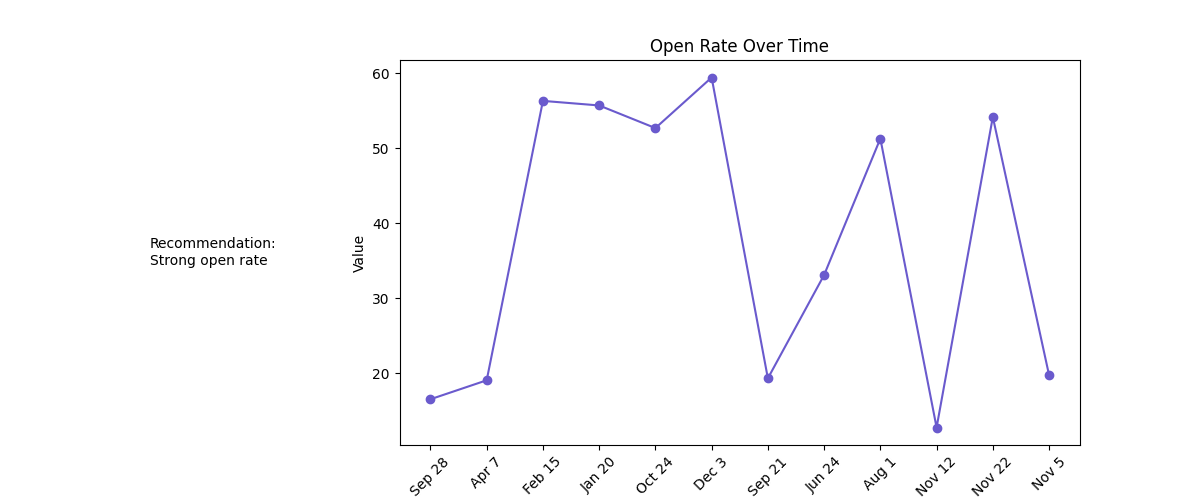 Open Rate Over Time
Recommendation:
Strong open rate
Value
60
50
40
30
20
Sep 28
Apr 7
Feb 15
Jan 20
Oct 24
Dec 3
Sep 21
Jun 24
Aug 1
Nov 12
Nov 22
Nov 5